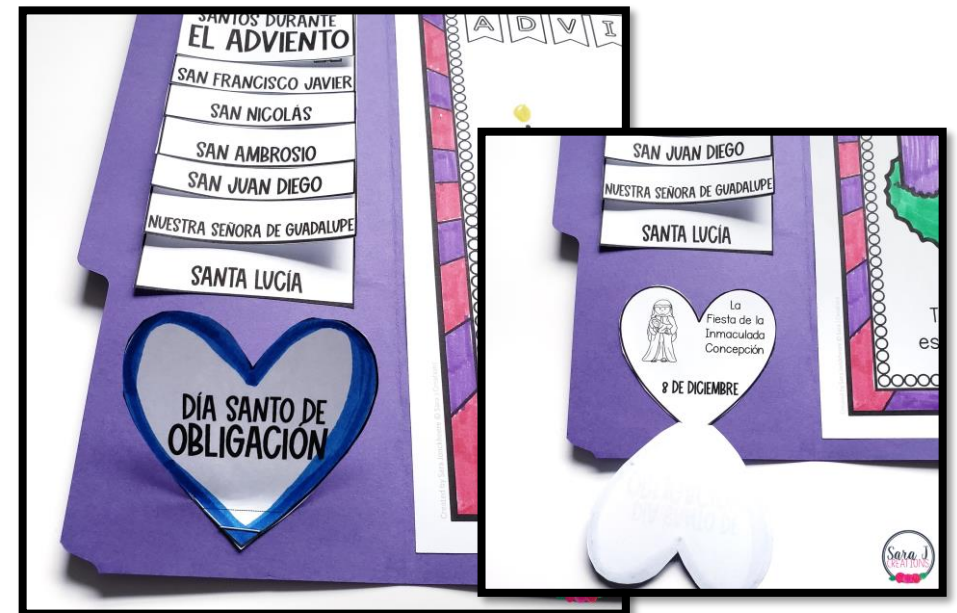 SANTOS DURANTE
EL ADVIENTO
SAN FRANCISCO JAVIER
SAN NICOLÁS
SAN AMBROSIO
SAN JUAN DIEGO
NUESTRA SEÑORA DE GUADALUPE
SANTA LUCÍA
DÍA SANTO DE
OBLIGACIÓN
ADVI
SAN JUAN DIEGO
NUESTRA SEÑORA DE GUADALUPE
SANTA LUCÍA
La
Fiesta de la
Inmaculada
Concepción
8 DE DICIEMBRE
T
es
Sara J
CREATIONS